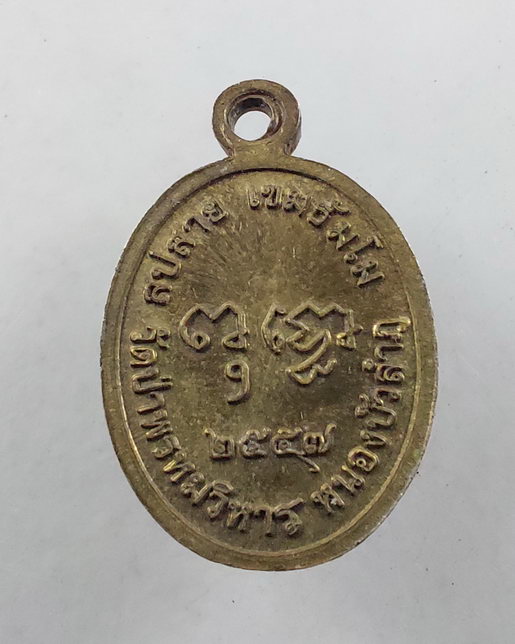 ลป สาย เขมธัมโม
๒๕๕๗
วัดป่าพรหมวิหาร หนองบัวลำภู